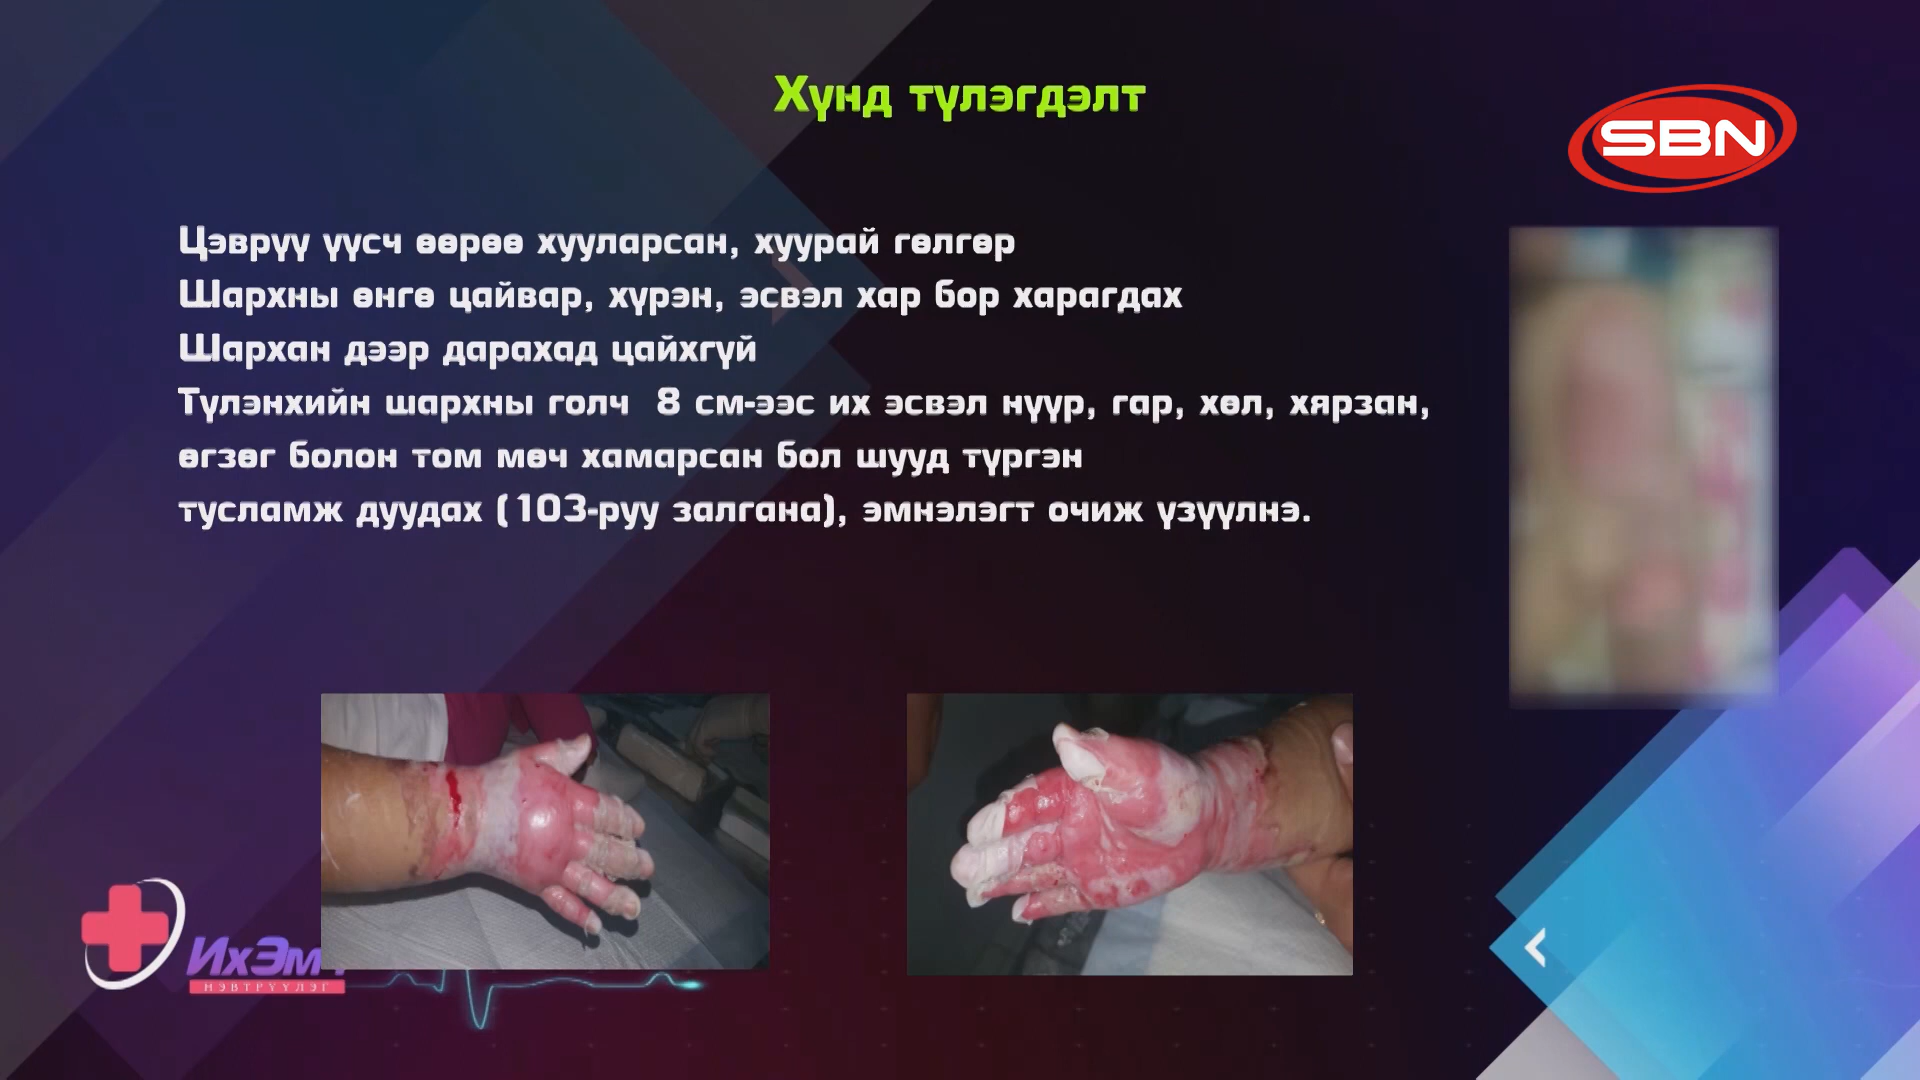 Хүнд түлэгдэлт
SBN
Цэврүү үүсч өөрөө хууларсан, хуурай гөлгөр
Шархны өнгө цайвар, хүрэн, эсвэл хар бор харагдах
Шархан дээр дарахад цайхгүй
Түлэнхийн шархны голч 8 см-ээс их эсвэл нүүр, гар, хөл, хярзан,
өгзөг болон том мөч хамарсан бол шууд түргэн
тусламж дуудах (103-руу залгана), эмнэлэгт очиж үзүүлнэ.
ИхЭм
НЭВТРҮҮЛЭГ